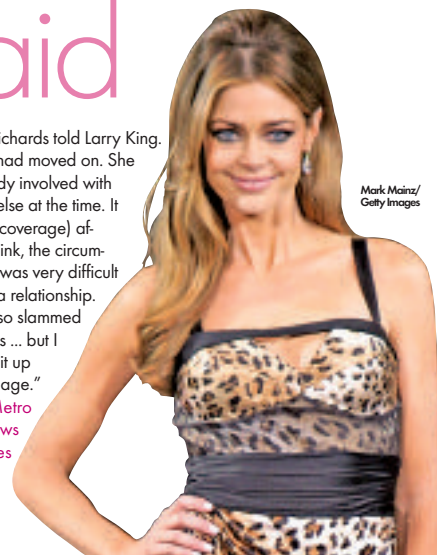 aid
ichards told Larry King.
had moved on. She
dy involved with
else at the time. It
coverage) af-
ink, the circum-
was very difficult
a relationship.
so slammed
s ... but I
it up
age.”
Metro
ws
es
Mark Mainz/
Getty Images